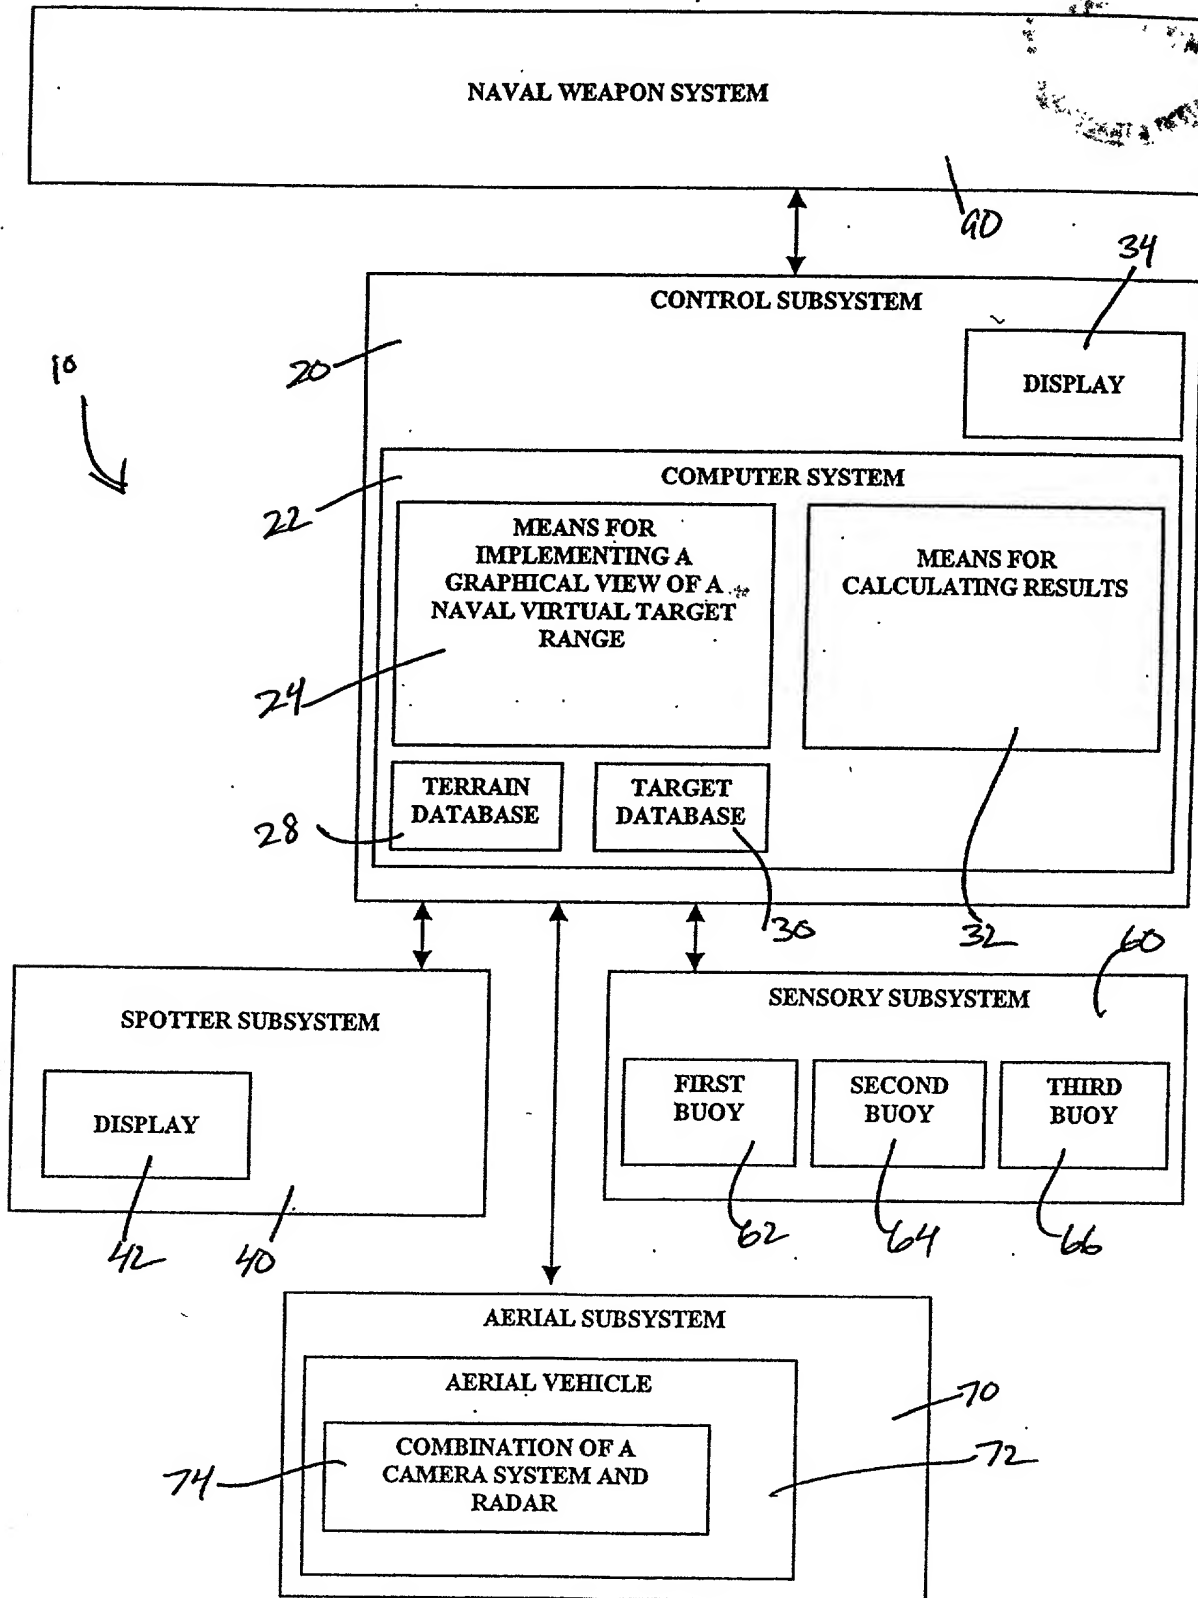 NAVAL WEAPON SYSTEM
90
34
CONTROL SUBSYSTEM
10
20
DISPLAY
COMPUTER SYSTEM
22
MEANS FOR
IMPLEMENTING A
GRAPHICAL VIEW OF A
NAVAL VIRTUAL TARGET
RANGE
MEANS FOR
CALCULATING RESULTS
24
TERRAIN
DATABASE
TARGET
DATABASE
28
30
32
60
SPOTTER SUBSYSTEM
SENSORY SUBSYSTEM
DISPLAY
FIRST
BUOY
SECOND
BUOY
THIRD
BUOY
42
40
62
64
66
AERIAL SUBSYSTEM
AERIAL VEHICLE
70
COMBINATION OF A
CAMERA SYSTEM AND
RADAR
74
72